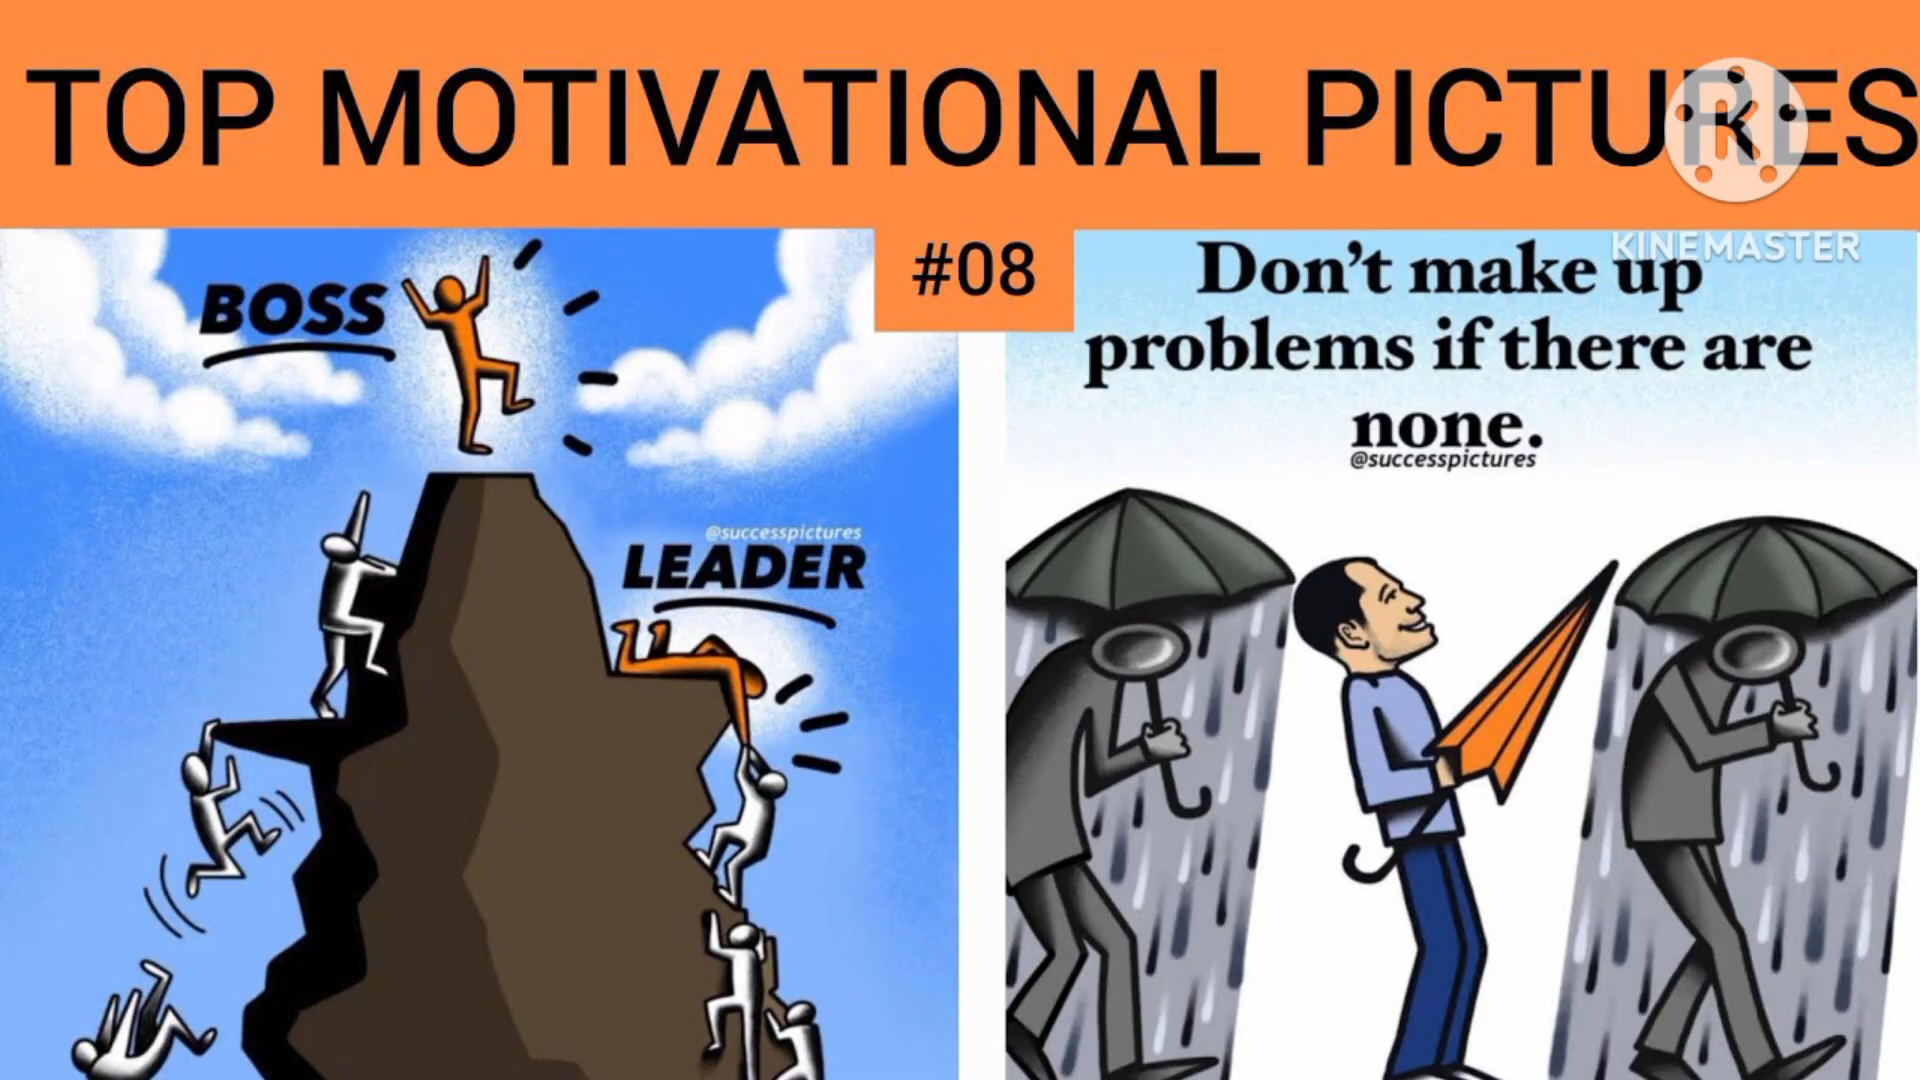 TOP MOTIVATIONAL PICTURES
#08
KINEMASTER
BOSS
@successpictures
LEADER
Don't make up
problems if there are
none.
@successpictures